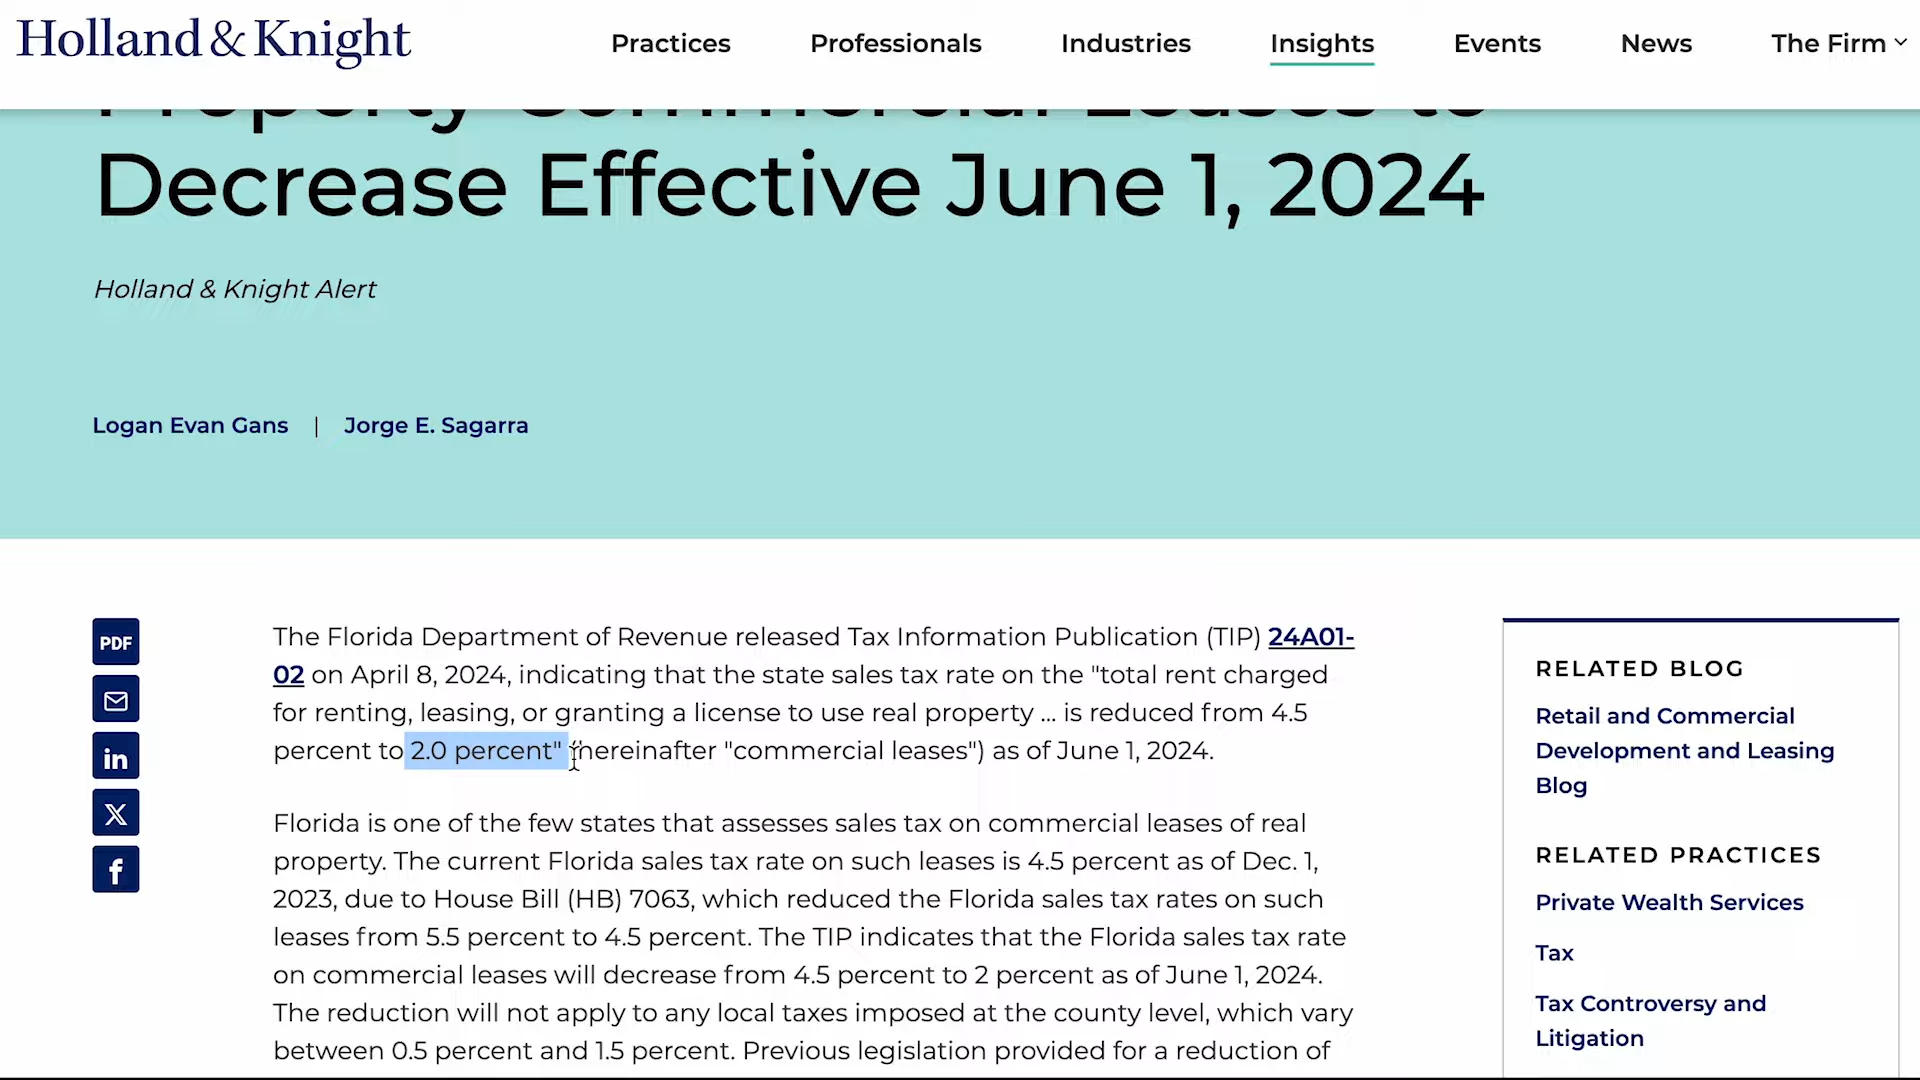 Holland & Knight
Practices
Professionals
Industries
Insights
Events
News
The Firm
Property Commercial Leases to
Decrease Effective June 1, 2024
Holland & Knight Alert
Logan Evan Gans | Jorge E. Sagarra
PDF
in
X
f
The Florida Department of Revenue released Tax Information Publication (TIP) 24A01-
02 on April 8, 2024, indicating that the state sales tax rate on the "total rent charged
for renting, leasing, or granting a license to use real property ... is reduced from 4.5
percent to 2.0 percent" (hereinafter "commercial leases") as of June 1, 2024.
Florida is one of the few states that assesses sales tax on commercial leases of real
property. The current Florida sales tax rate on such leases is 4.5 percent as of Dec. 1,
2023, due to House Bill (HB) 7063, which reduced the Florida sales tax rates on such
leases from 5.5 percent to 4.5 percent. The TIP indicates that the Florida sales tax rate
on commercial leases will decrease from 4.5 percent to 2 percent as of June 1, 2024.
The reduction will not apply to any local taxes imposed at the county level, which vary
between 0.5 percent and 1.5 percent. Previous legislation provided for a reduction of
RELATED BLOG
Retail and Commercial
Development and Leasing
Blog
RELATED PRACTICES
Private Wealth Services
Tax
Tax Controversy and
Litigation